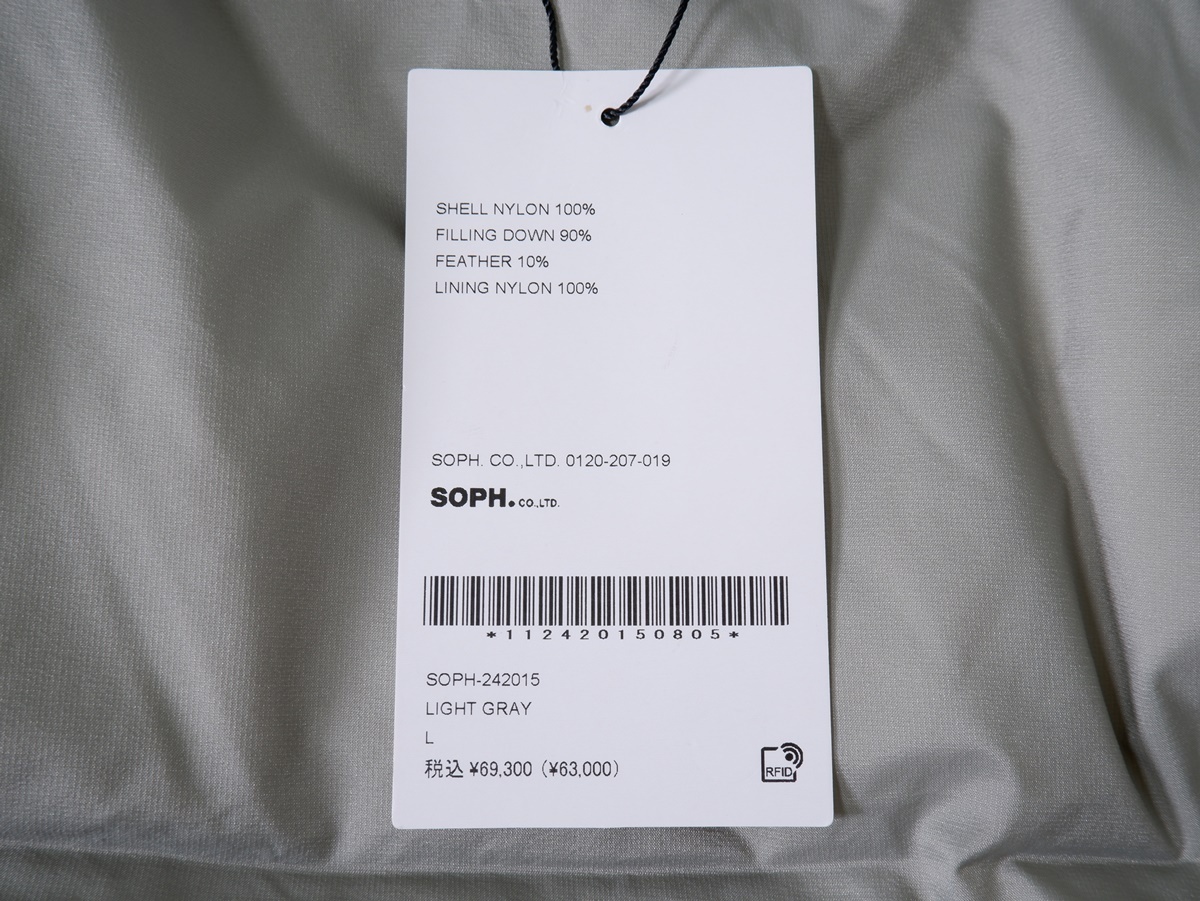 SHELL NYLON 100%
FILLING DOWN 90%
FEATHER 10%
LINING NYLON 100%
SOPH. CO.,LTD. 0120-207-019
SOPH. CO.,LTD.
*112420150805*
SOPH-242015
LIGHT GRAY
L
税込 ¥69,300 (¥63,000)
RFID